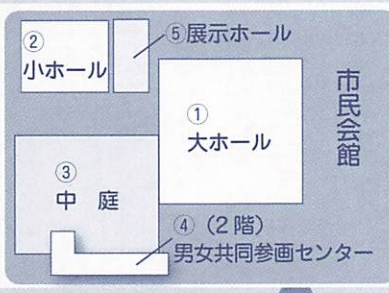 ②
小ホール
⑤展示ホール
①
大ホール
市民会館
③
中庭
④（2階）
男女共同参画センター